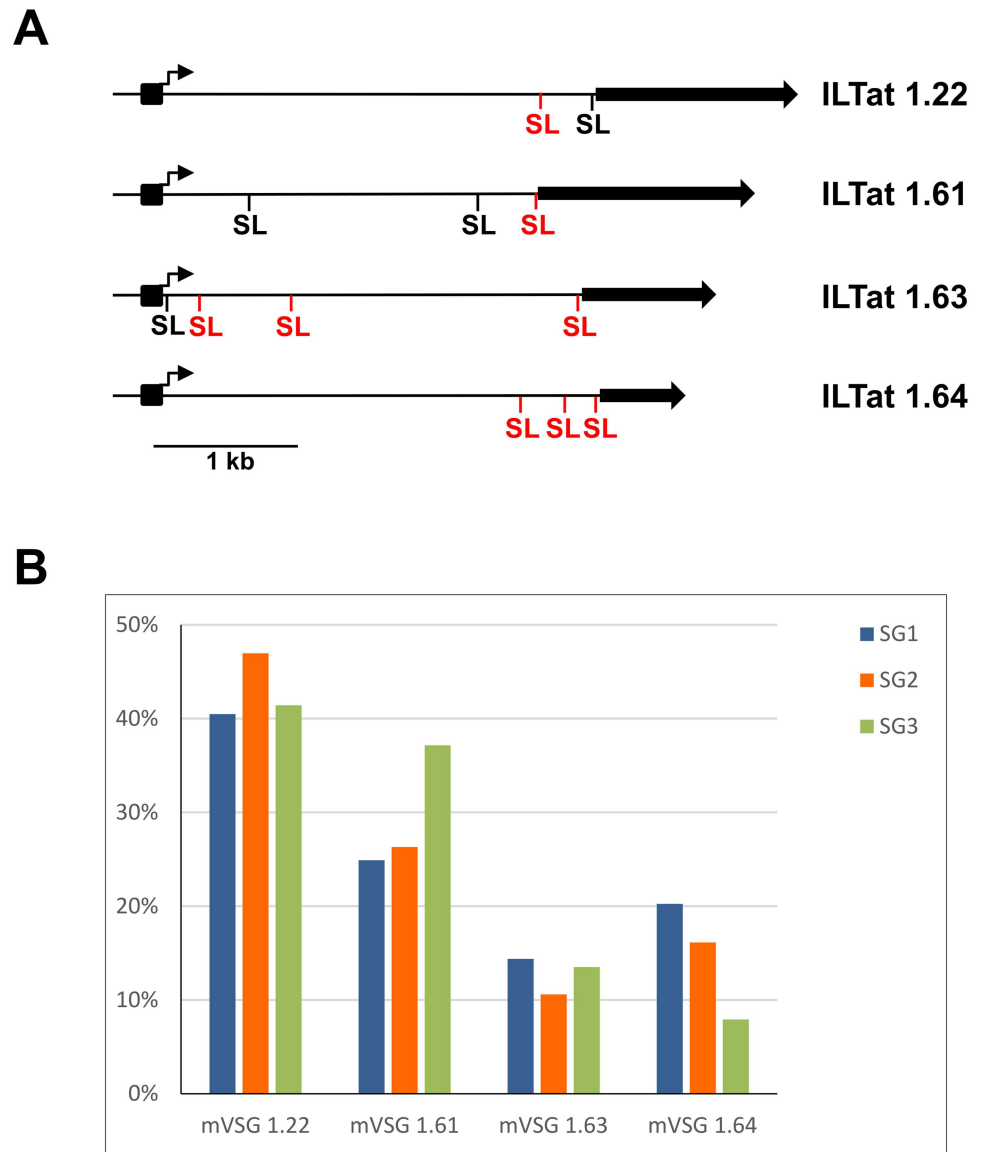 A
ILTat 1.22
SL SL
ILTat 1.61
SL SL SL
ILTat 1.63
SL SL SL SL
ILTat 1.64
SL SL SL
1 kb
B
50%
SG1
SG2
SG3
40%
30%
20%
10%
0%
mVSG 1.22 mVSG 1.61 mVSG 1.63 mVSG 1.64